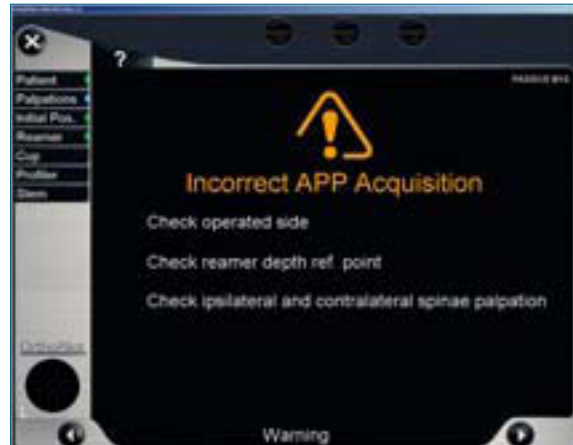 ?
Patient
Palpations
Initial Pos.
Reamer
Cup
Profiler
Stem
Incorrect APP Acquisition
Check operated side
Check reamer depth ref. point
Check ipsilateral and contralateral spinae palpation
OrthoPilot
Warning